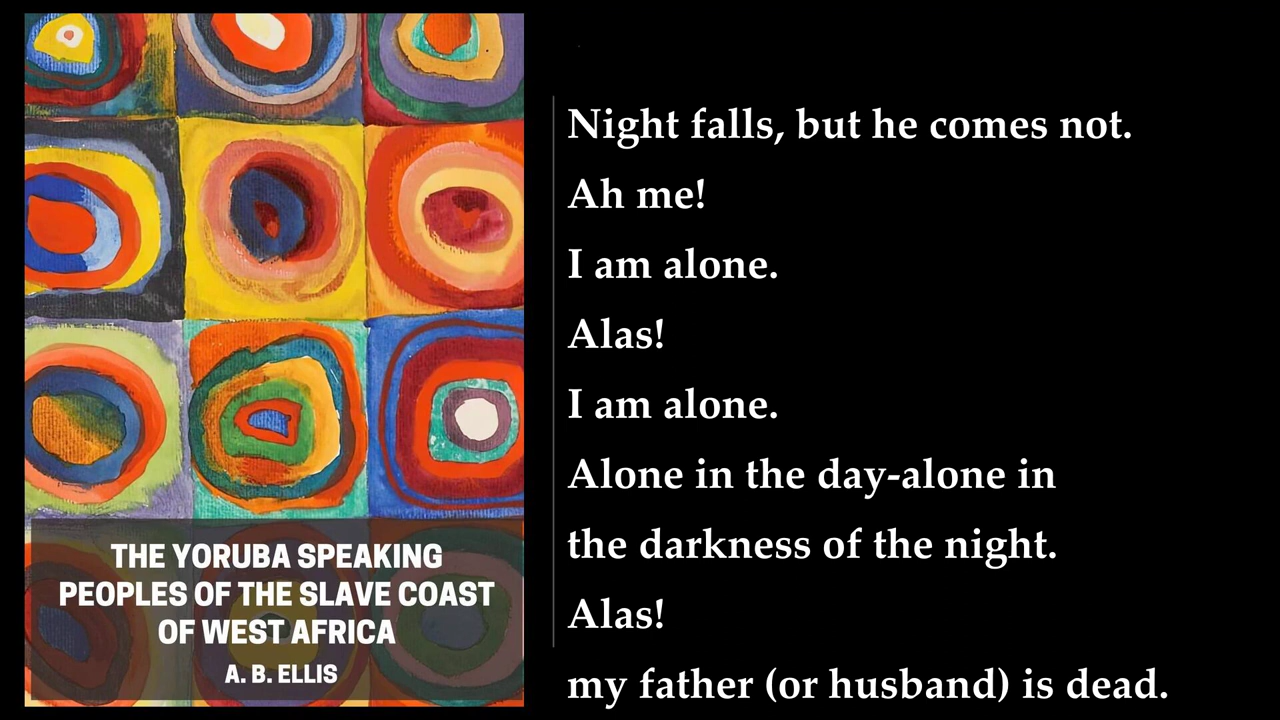 THE YORUBA SPEAKING
PEOPLES OF THE SLAVE COAST
OF WEST AFRICA
A. B. ELLIS
Night falls, but he comes not.
Ah me!
I am alone.
Alas!
I am alone.
Alone in the day-alone in
the darkness of the night.
Alas!
my father (or husband) is dead.